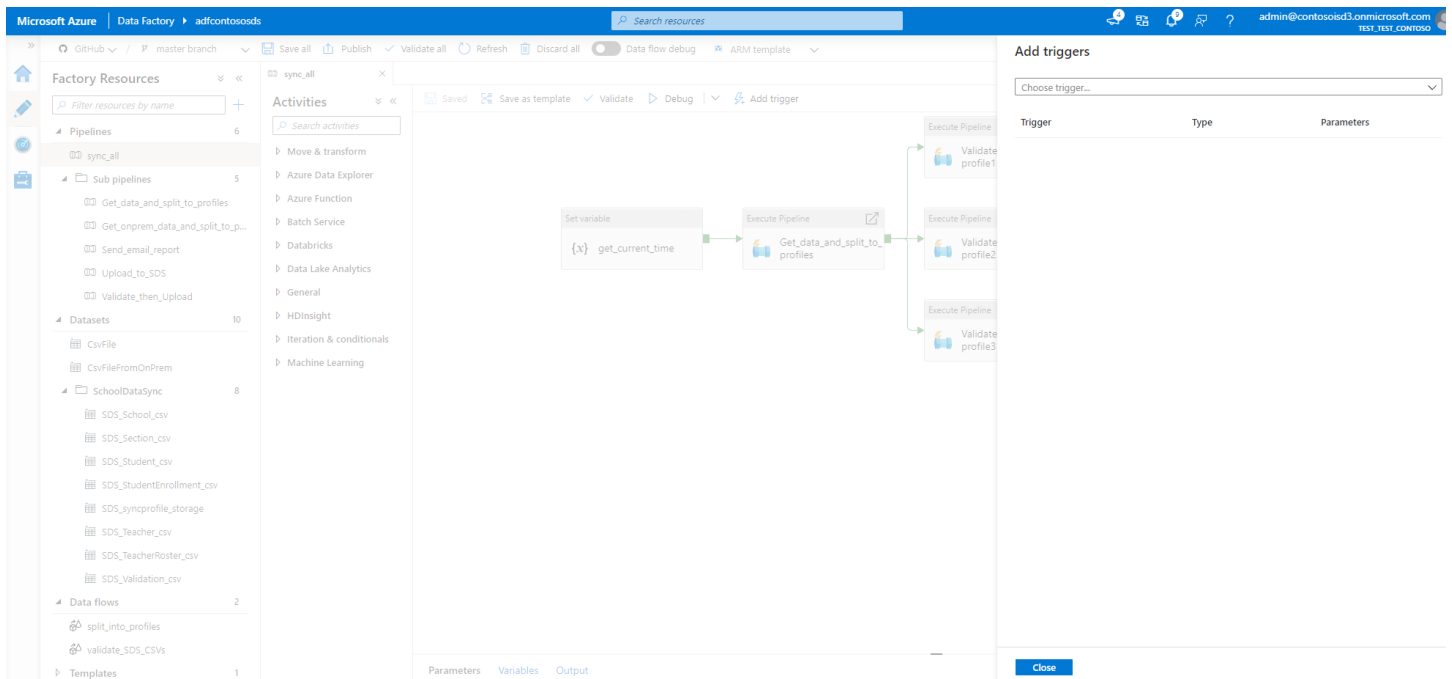 Microsoft Azure
Data Factory
adfcontososds
Search resources
4
9
?
admin@contosoisd3.onmicrosoft.com
TEST_TEST_CONTOSO
GitHub
/
master branch
Save all
Publish
Validate all
Refresh
Discard all
Data flow debug
ARM template
Factory Resources
Filter resources by name
Pipelines 6
sync_all
Sub pipelines 5
Get_data_and_split_to_profiles
Get_onprem_data_and_split_to_p...
Send_email_report
Upload_to_SDS
Validate_then_Upload
Datasets 10
CsvFile
CsvFileFromOnPrem
SchoolDataSync 8
SDS_School_csv
SDS_Section_csv
SDS_Student_csv
SDS_StudentEnrollment_csv
SDS_syncprofile_storage
SDS_Teacher_csv
SDS_TeacherRoster_csv
SDS_Validation_csv
Data flows 2
split_into_profiles
validate_SDS_CSVs
Templates 1
sync_all
Activities
Search activities
Move & transform
Azure Data Explorer
Azure Function
Batch Service
Databricks
Data Lake Analytics
General
HDInsight
Iteration & conditionals
Machine Learning
Saved
Save as template
Validate
Debug
Add trigger
Set variable
{x} get_current_time
Execute Pipeline
Get_data_and_split_to_
profiles
Execute Pipeline
Validate
profile1
Execute Pipeline
Validate
profile2
Execute Pipeline
Validate
profile3
Parameters
Variables
Output
Add triggers
Choose trigger...
Trigger
Type
Parameters
Close